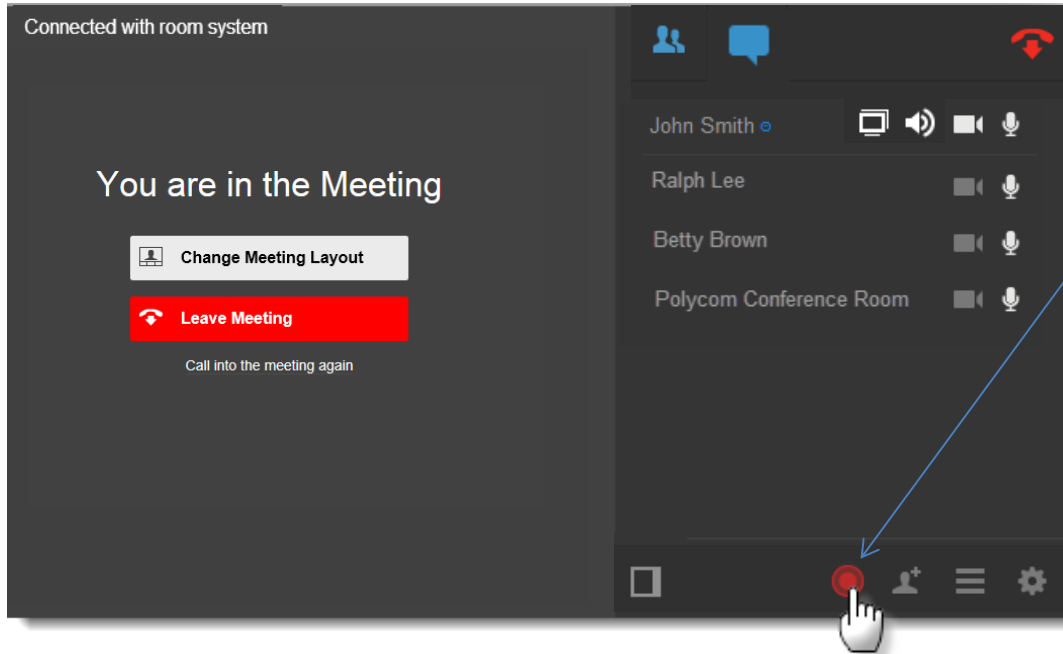 Connected with room system
You are in the Meeting
Change Meeting Layout
Leave Meeting
Call into the meeting again
John Smith
Ralph Lee
Betty Brown
Polycom Conference Room